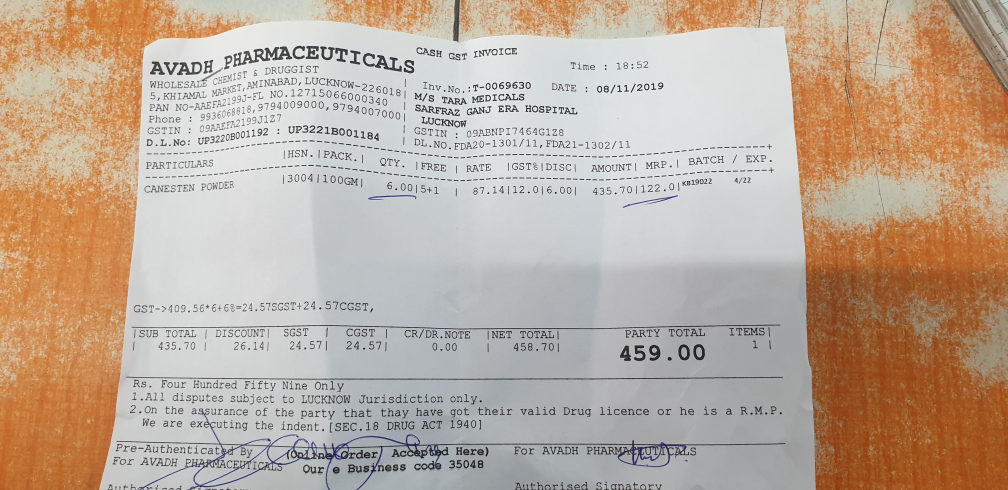 AVADH PHARMACEUTICALS
CASH GST INVOICE
Time : 18:52
WHOLESALE CHEMIST & DRUGGIST
5, KHIAMAL MARKET, AMINABAD, LUCKNOW-226018
PAN NO-AAEFA2199J-FL NO.12715066000340
Phone : 9936068818,9794009000,9794007000
GSTIN : 09AAEFA2199J1Z7
D.L.No: UP3220B001192 : UP3221B001184
Inv.No.:T-0069630 DATE : 08/11/2019
M/S TARA MEDICALS
SARFRAZ GANJ ERA HOSPITAL
LUCKNOW
GSTIN : 09ABNPI7464G1Z8
DL.NO.FDA20-1301/11,FDA21-1302/11
PARTICULARS |HSN. |PACK.| QTY. |FREE | RATE |GST%|DISC| AMOUNT| MRP.| BATCH / EXP.
CANESTEN POWDER |3004|100GM| 6.00|5+1 | 87.14|12.0|6.00| 435.70|122.0|KB19022 4/22
GST->409.56*6+6%=24.57SGST+24.57CGST,
|SUB TOTAL | DISCOUNT| SGST | CGST | CR/DR.NOTE |NET TOTAL| PARTY TOTAL ITEMS|
| 435.70 | 26.14| 24.57| 24.57| 0.00 | 458.70| 459.00 1 |
Rs. Four Hundred Fifty Nine Only
1.All disputes subject to LUCKNOW Jurisdiction only.
2.On the assurance of the party that thay have got their valid Drug licence or he is a R.M.P.
We are executing the indent.[SEC.18 DRUG ACT 1940]
Pre-Authenticated By (Online Order Accepted Here) For AVADH PHARMACEUTICALS
For AVADH PHARMACEUTICALS Our e Business code 35048
Authorised Signatory Authorised Signatory